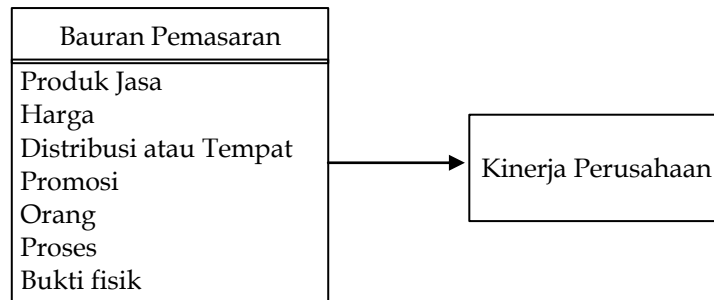 Bauran Pemasaran
Produk Jasa
Harga
Distribusi atau Tempat
Promosi
Orang
Proses
Bukti fisik
Kinerja Perusahaan